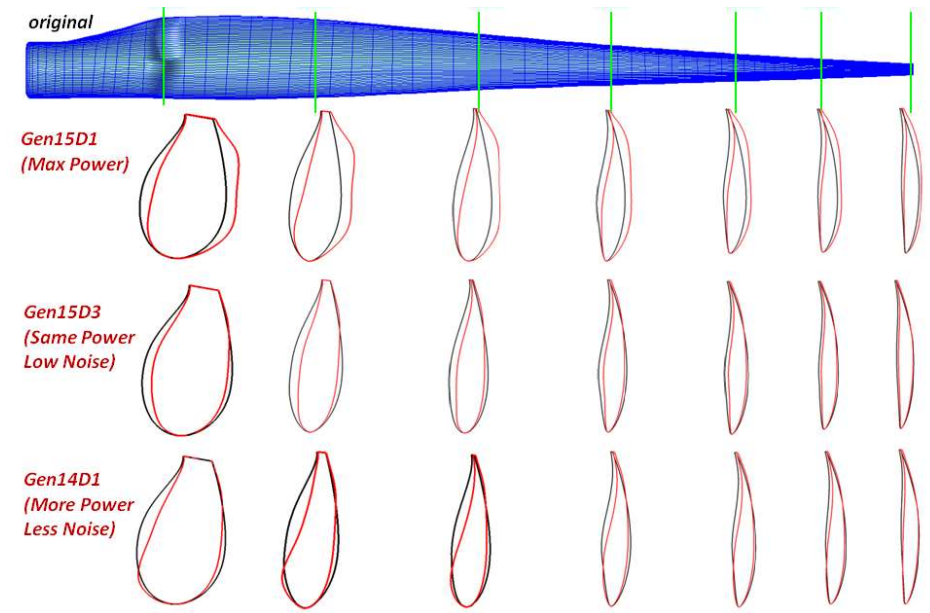 original
Gen15D1
(Max Power)
Gen15D3
(Same Power
Low Noise)
Gen14D1
(More Power
Less Noise)